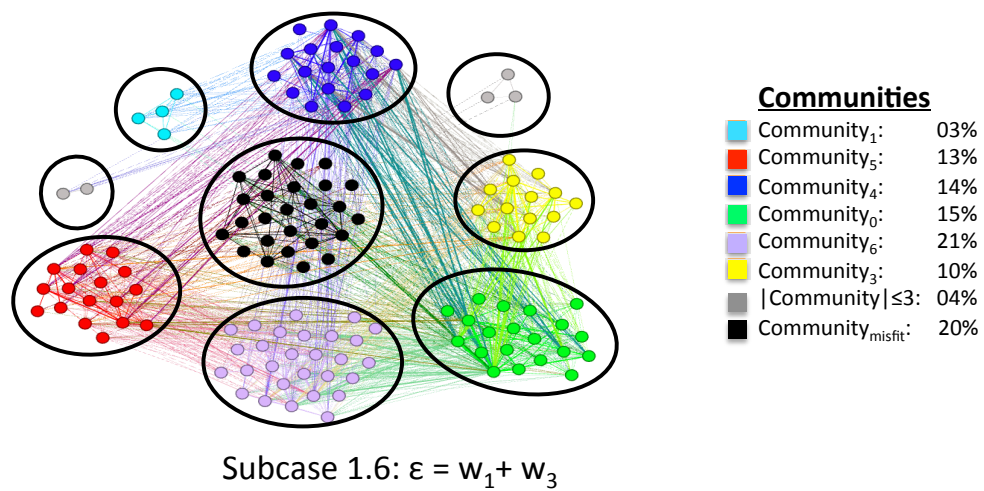 Communities
Community₁: 03%
Community₅: 13%
Community₄: 14%
Community₀: 15%
Community₆: 21%
Community₃: 10%
|Community|≤3: 04%
Community_misfit: 20%
Subcase 1.6: ε = w₁+ w₃